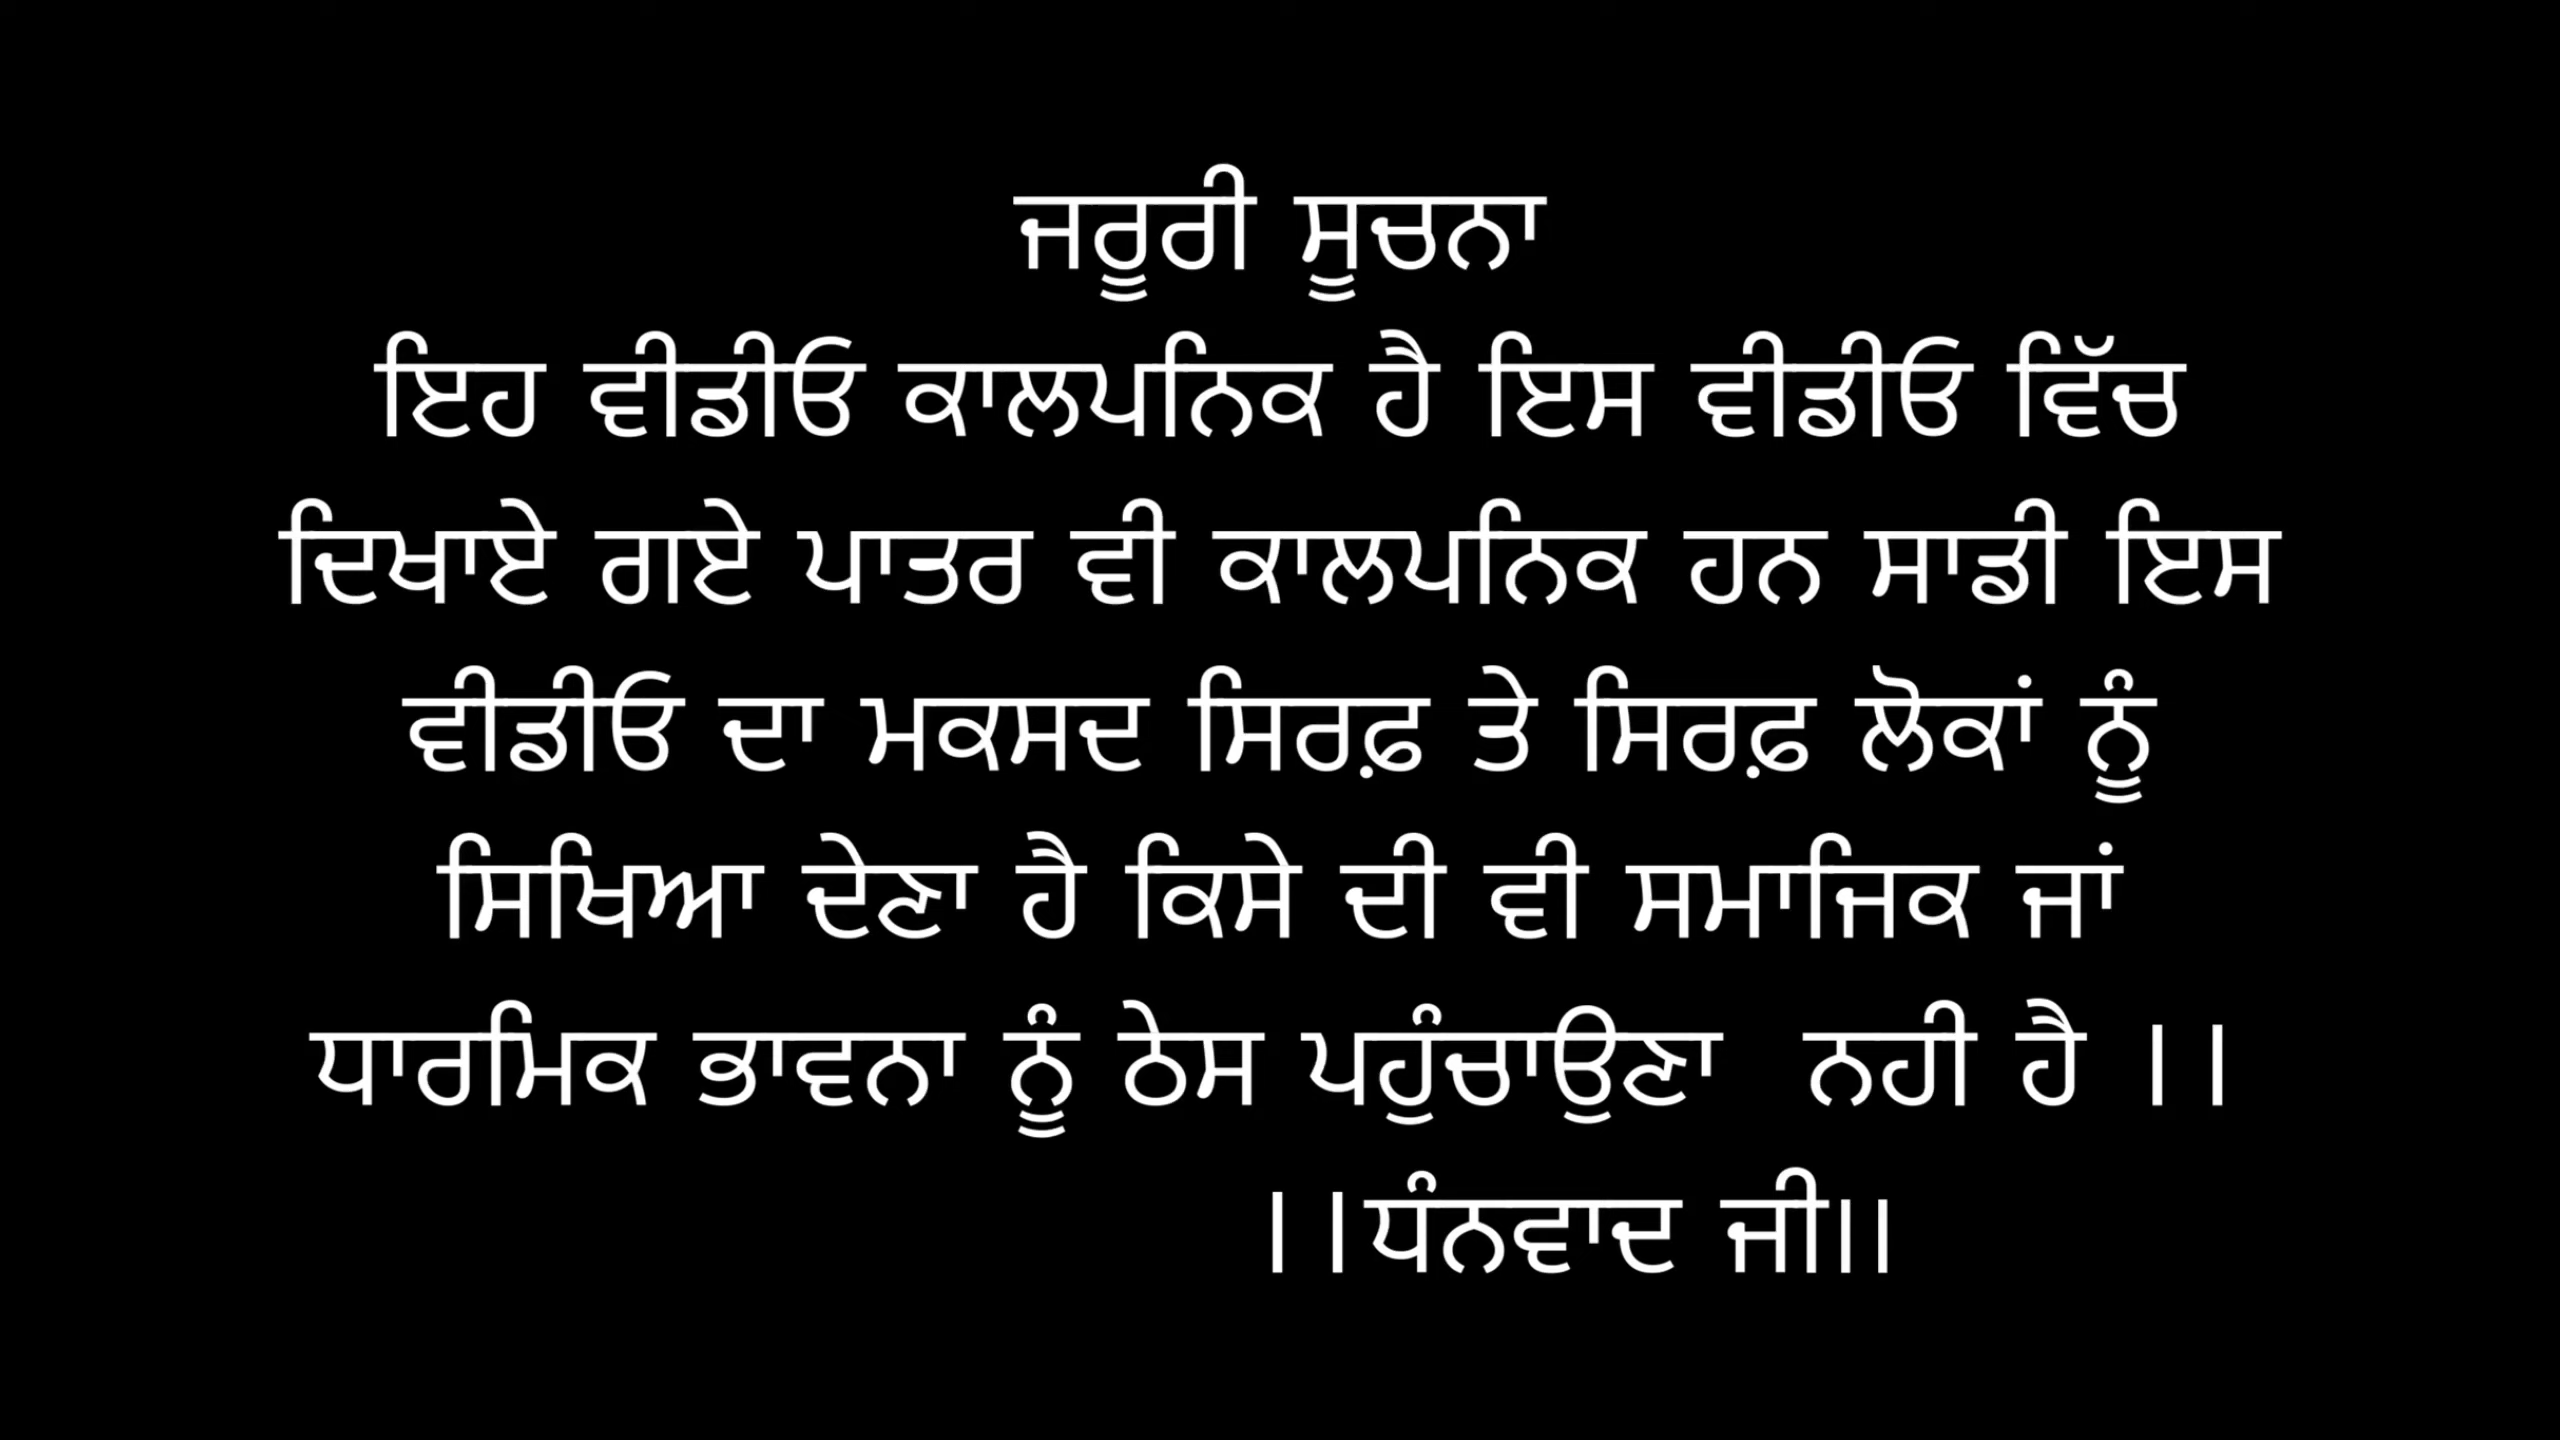 ਜਰੂਰੀ ਸੂਚਨਾ
ਇਹ ਵੀਡੀਓ ਕਾਲਪਨਿਕ ਹੈ ਇਸ ਵੀਡੀਓ ਵਿੱਚ
ਦਿਖਾਏ ਗਏ ਪਾਤਰ ਵੀ ਕਾਲਪਨਿਕ ਹਨ ਸਾਡੀ ਇਸ
ਵੀਡੀਓ ਦਾ ਮਕਸਦ ਸਿਰਫ਼ ਤੇ ਸਿਰਫ਼ ਲੋਕਾਂ ਨੂੰ
ਸਿਖਿਆ ਦੇਣਾ ਹੈ ਕਿਸੇ ਦੀ ਵੀ ਸਮਾਜਿਕ ਜਾਂ
ਧਾਰਮਿਕ ਭਾਵਨਾ ਨੂੰ ਠੇਸ ਪਹੁੰਚਾਉਣਾ  ਨਹੀ ਹੈ ।।
।।ਧੰਨਵਾਦ ਜੀ॥